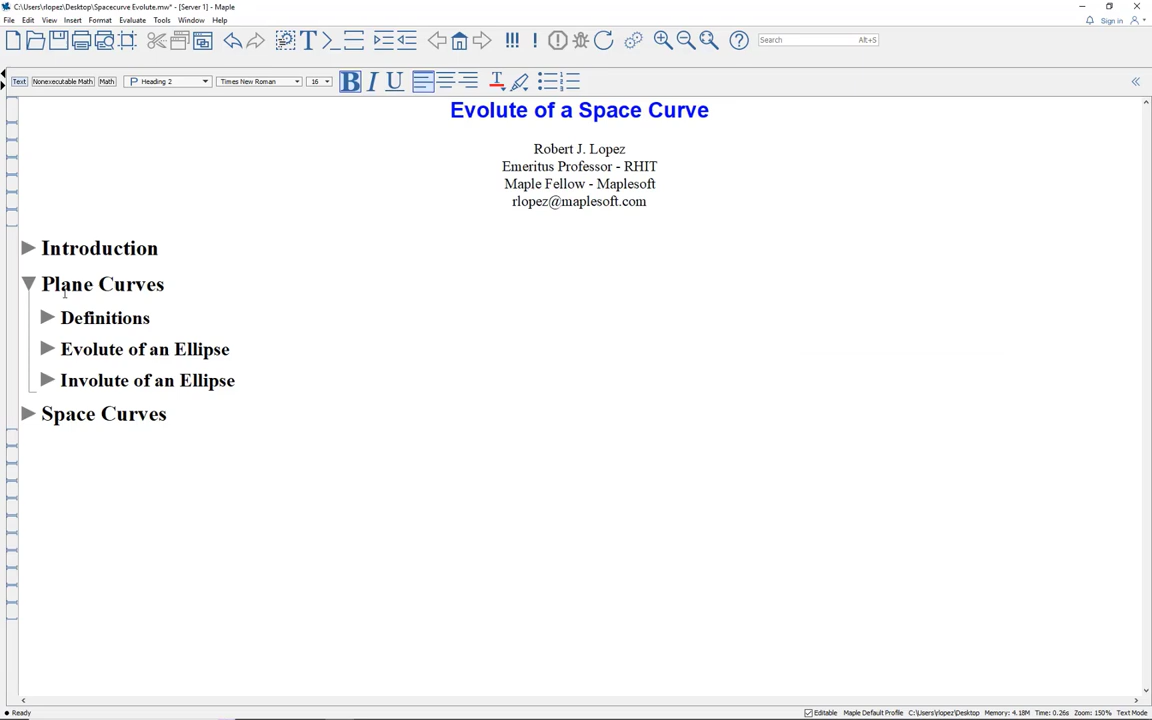 C:\Users\rlopez\Desktop\Spacecurve Evolute.mw* - [Server 1] - Maple
File Edit View Insert Format Evaluate Tools Window Help
Sign in
Search Alt+S
Text Nonexecutable Math Math P Heading 2 Times New Roman 16 B I U
Evolute of a Space Curve
Robert J. Lopez
Emeritus Professor - RHIT
Maple Fellow - Maplesoft
rlopez@maplesoft.com
Introduction
Plane Curves
Definitions
Evolute of an Ellipse
Involute of an Ellipse
Space Curves
Ready Editable Maple Default Profile C:\Users\rlopez\Desktop Memory: 4.18M Time: 0.26s Zoom: 150% Text Mode